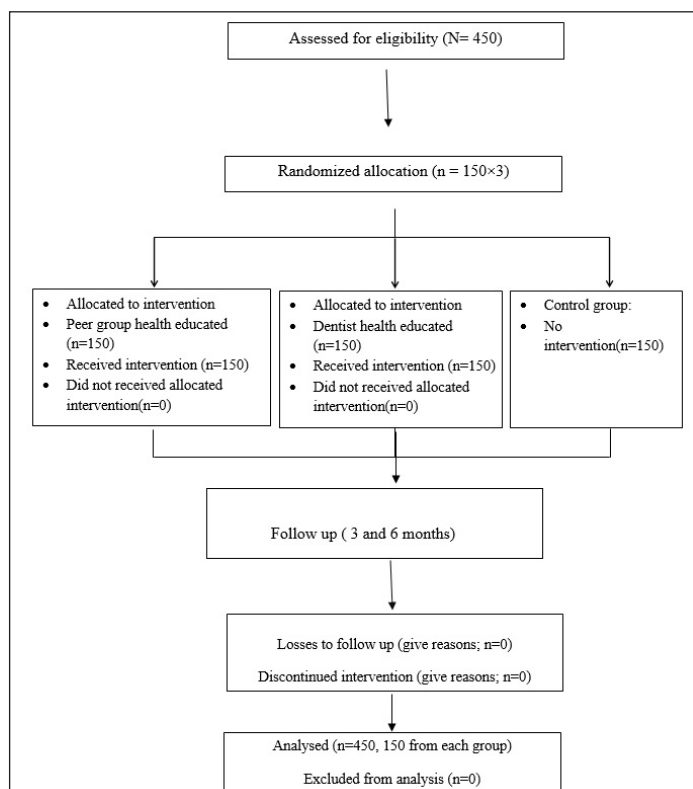 Assessed for eligibility (N= 450)
Randomized allocation (n = 150×3)
• Allocated to intervention
• Peer group health educated
(n=150)
• Received intervention (n=150)
• Did not received allocated
intervention(n=0)
• Allocated to intervention
• Dentist health educated
(n=150)
• Received intervention (n=150)
• Did not received allocated
intervention(n=0)
• Control group:
• No
intervention(n=150)
Follow up ( 3 and 6 months)
Losses to follow up (give reasons; n=0)
Discontinued intervention (give reasons; n=0)
Analysed (n=450, 150 from each group)
Excluded from analysis (n=0)